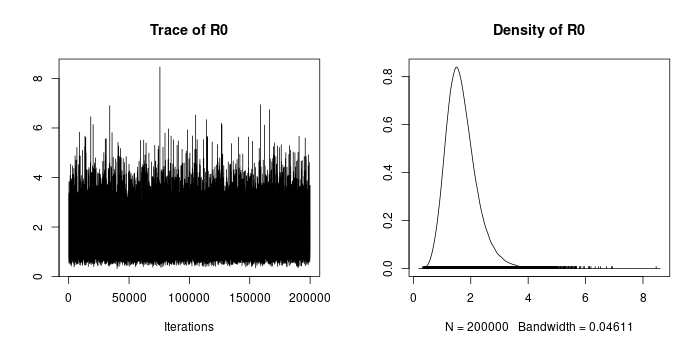 Trace of R0
8
6
4
2
0
0 50000 100000 150000 200000
Iterations
Density of R0
0.8
0.6
0.4
0.2
0.0
0 2 4 6 8
N = 200000 Bandwidth = 0.04611